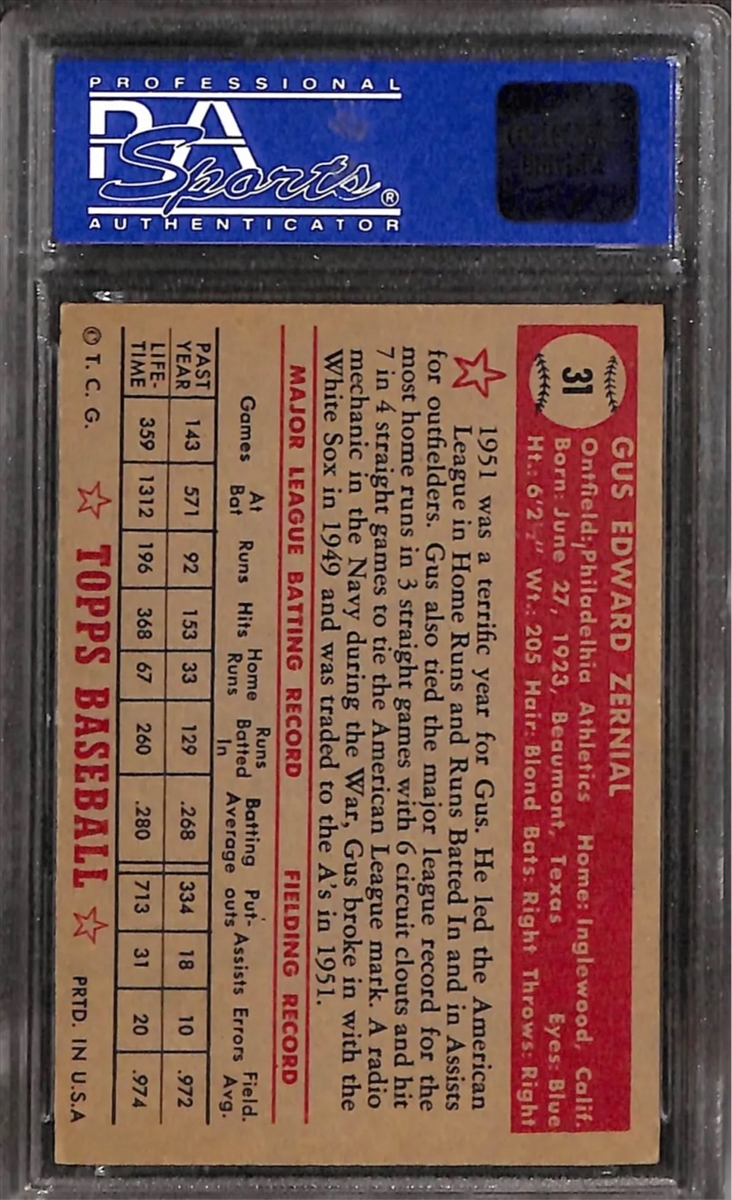 PROFESSIONAL
PSA
Sports®
AUTHENTICATOR
31
GUS EDWARD ZERNIAL
Ontfield: Philadelhia Athletics Home: Inglewood, Calif.
Born: June 27, 1923, Beaumont, Texas Eyes: Blue
Ht.: 6'2½" Wt.: 205 Hair: Blond Bats: Right Throws: Right
1951 was a terrific year for Gus. He led the American
League in Home Runs and Runs Batted In and in Assists
for outfielders. Gus also tied the major league record for the
most home runs in 3 straight games with 6 circuit clouts and hit
7 in 4 straight games to tie the American League mark. A radio
mechanic in the Navy during the War, Gus broke in with the
White Sox in 1949 and was traded to the A's in 1951.
MAJOR LEAGUE BATTING RECORD FIELDING RECORD
Games At Bat Runs Hits Home Runs Runs Batted In Batting Average Put-outs Assists Errors Field. Avg.
PAST YEAR 143 571 92 153 33 129 .268 334 18 10 .972
LIFE-TIME 359 1312 196 368 67 260 .280 713 31 20 .974
© T. C. G. TOPPS BASEBALL PRTD. IN U.S.A